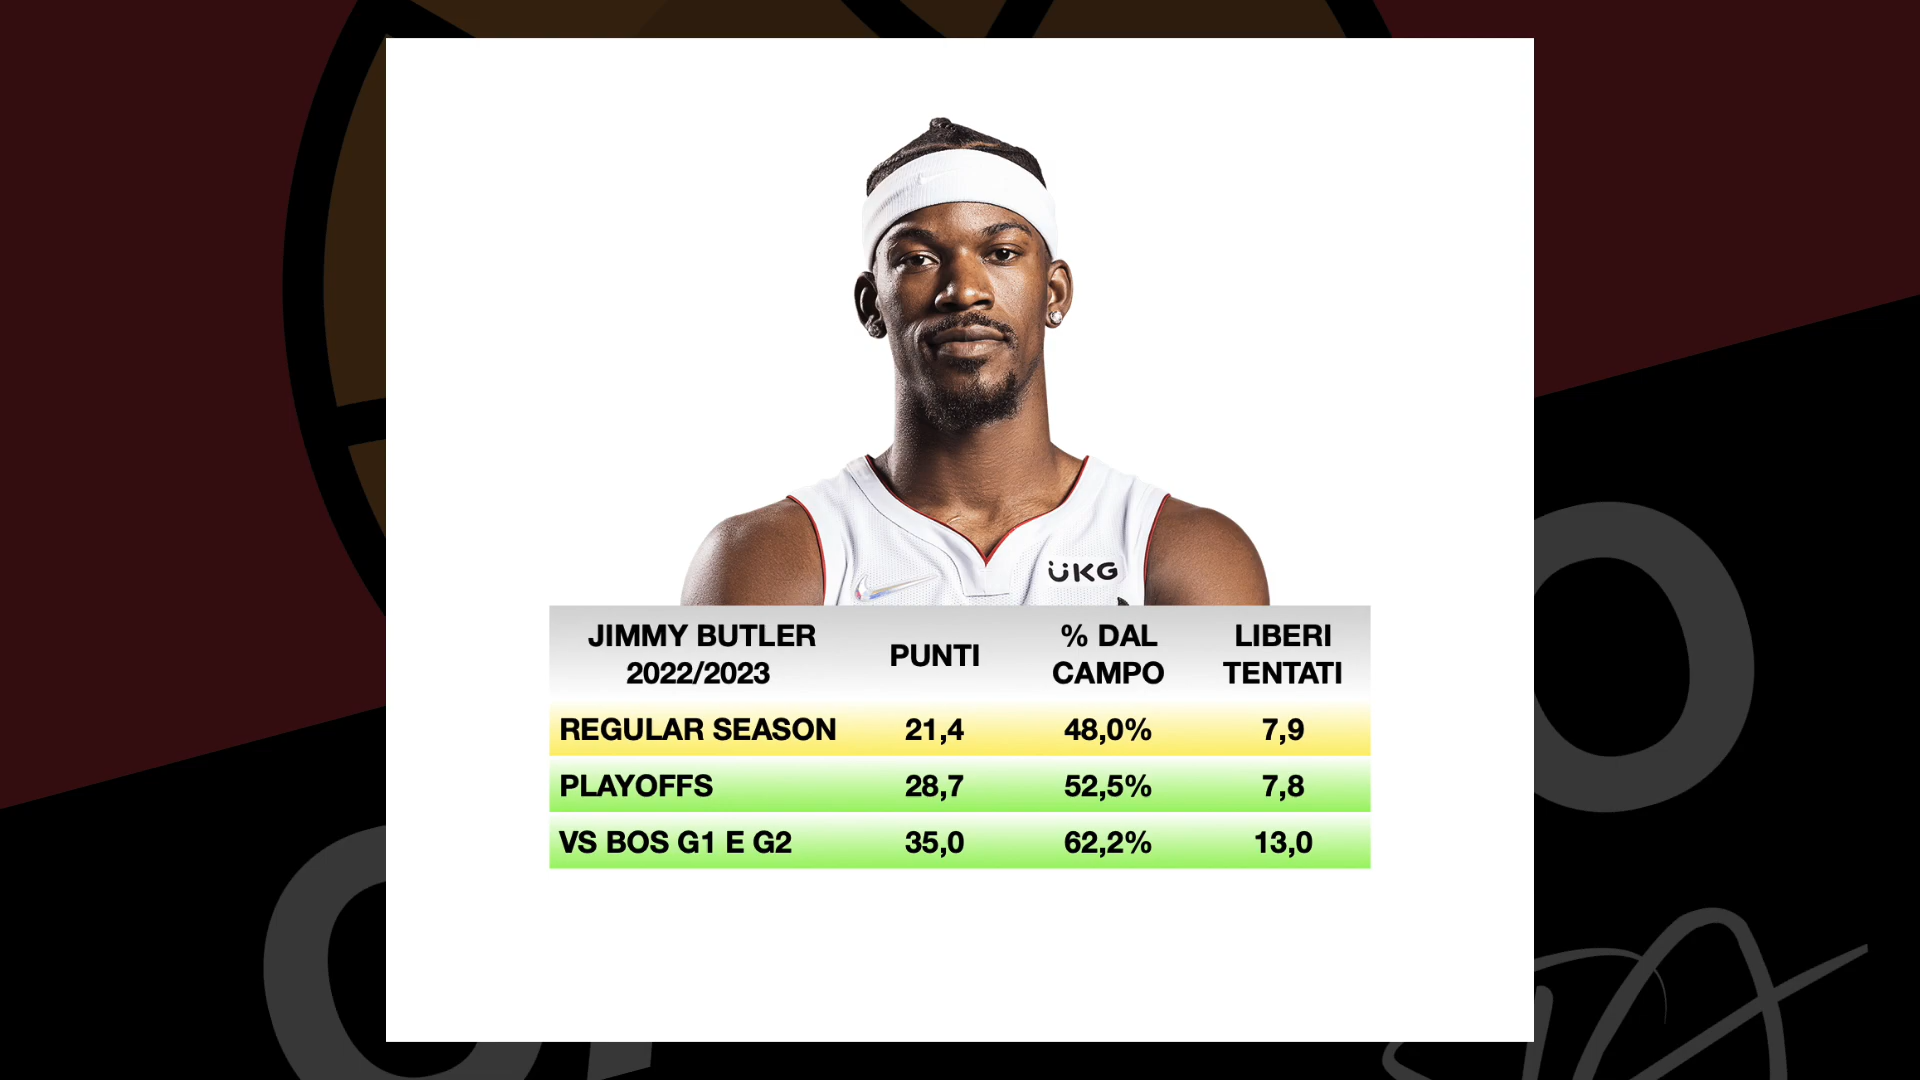 UKG
JIMMY BUTLER
2022/2023
PUNTI
% DAL
CAMPO
LIBERI
TENTATI
REGULAR SEASON 21,4 48,0% 7,9
PLAYOFFS 28,7 52,5% 7,8
VS BOS G1 E G2 35,0 62,2% 13,0